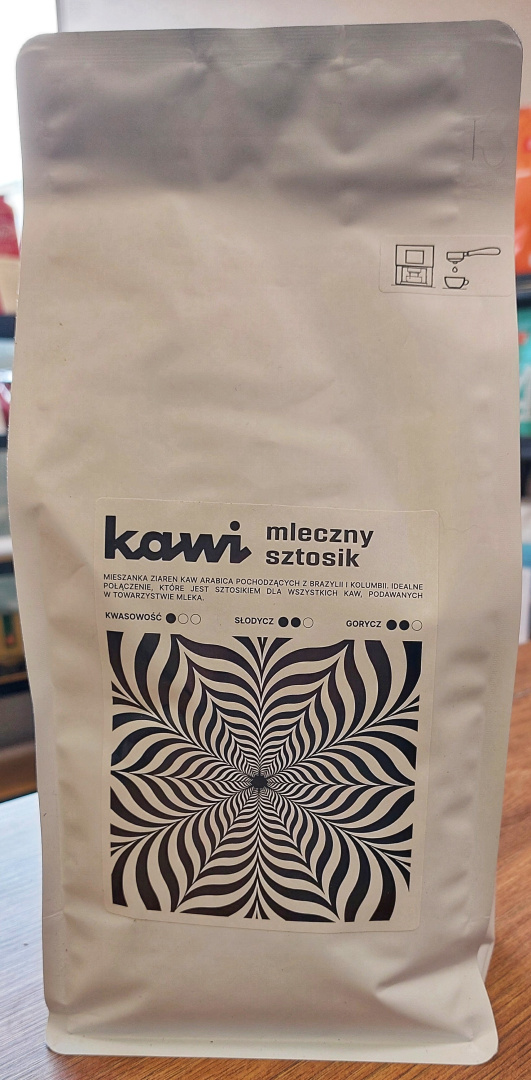 kawi
mleczny
sztosik
MIESZANKA ZIAREN KAW ARABICA POCHODZĄCYCH Z BRAZYLII I KOLUMBII. IDEALNE
POŁĄCZENIE, KTÓRE JEST SZTOSIKIEM DLA WSZYSTKICH KAW, PODAWANYCH
W TOWARZYSTWIE MLEKA.
KWASOWOŚĆ SŁODYCZ GORYCZ